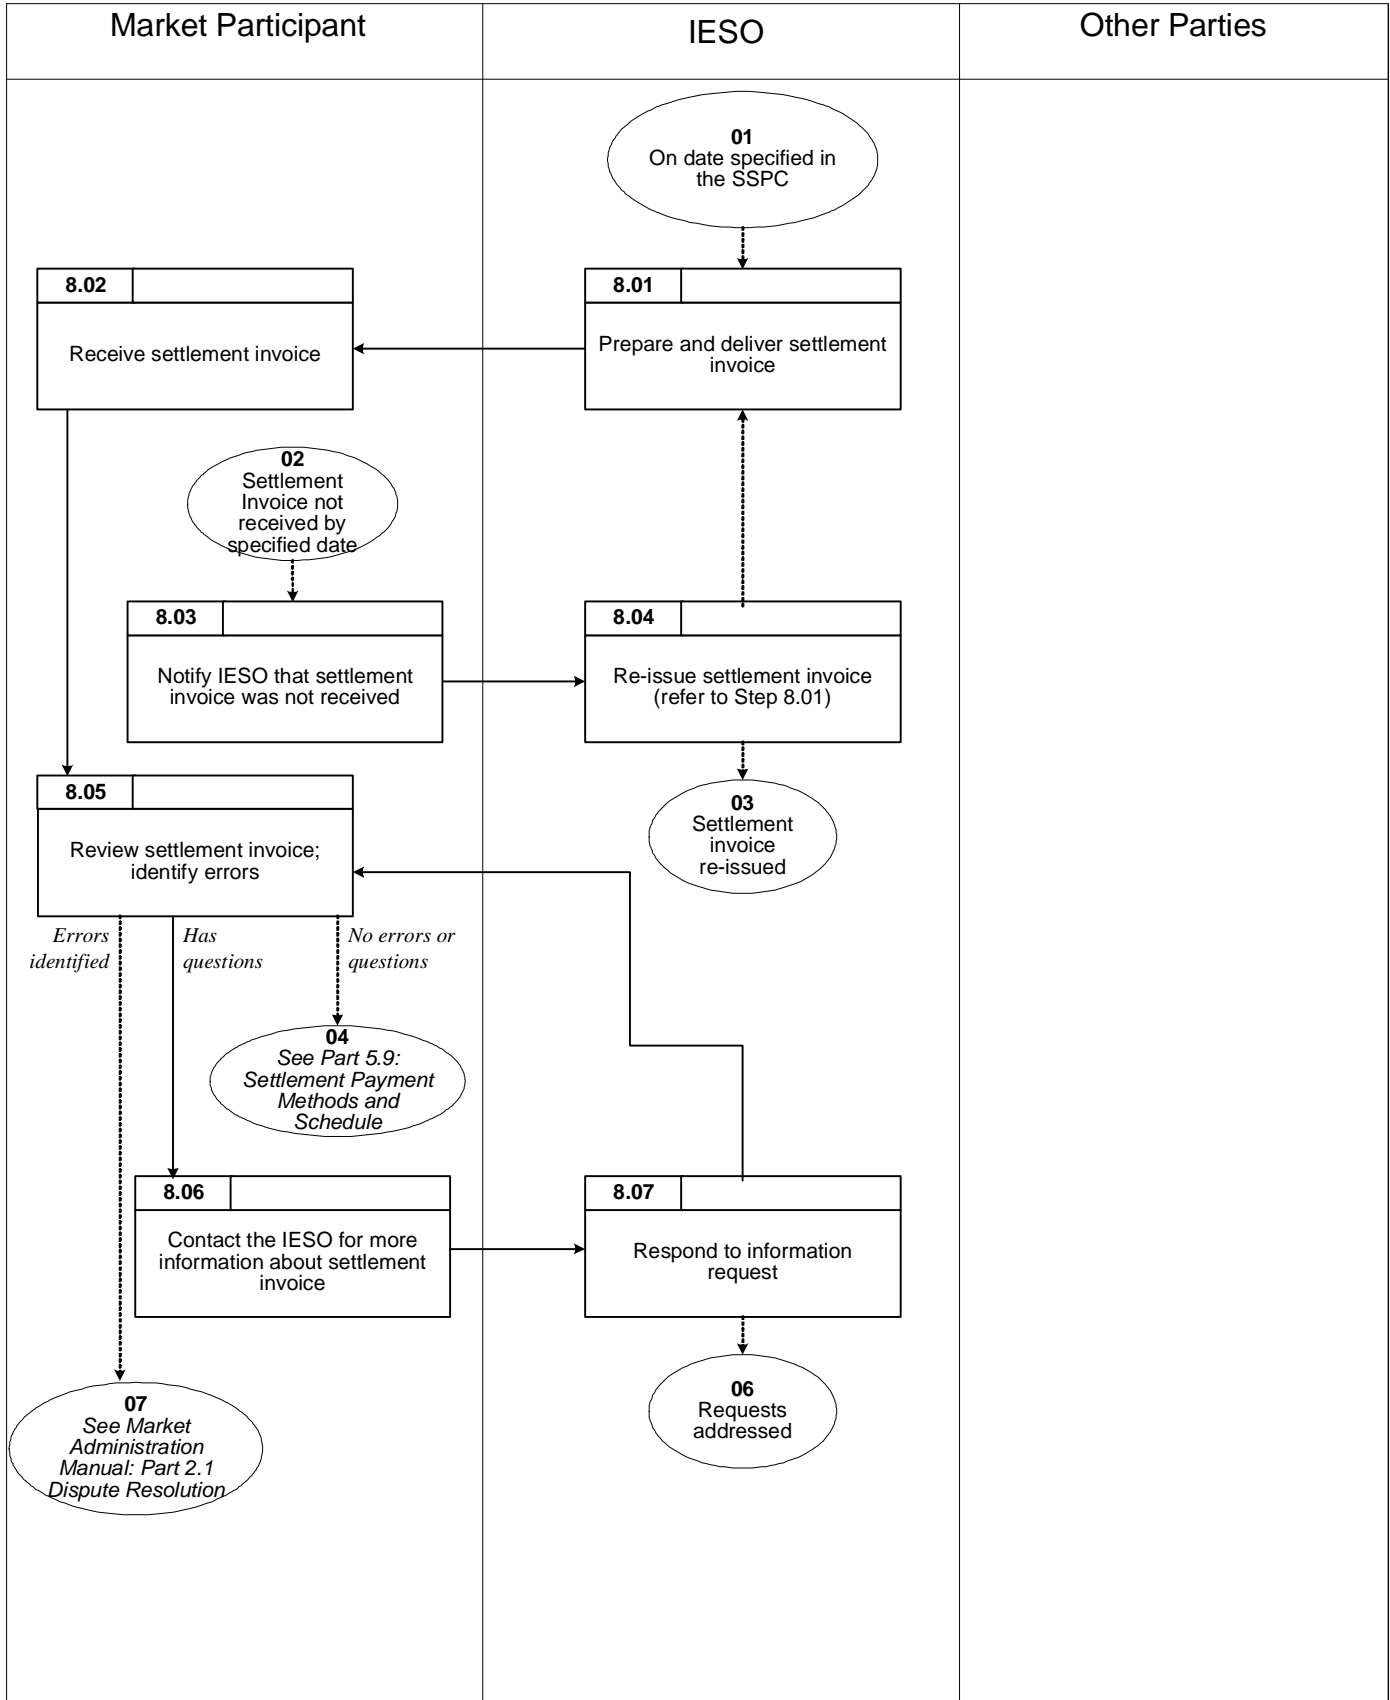 Market Participant
IESO
Other Parties
01
On date specified in
the SSPC
8.02
Receive settlement invoice
8.01
Prepare and deliver settlement
invoice
02
Settlement
Invoice not
received by
specified date
8.03
Notify IESO that settlement
invoice was not received
8.04
Re-issue settlement invoice
(refer to Step 8.01)
03
Settlement
invoice
re-issued
8.05
Review settlement invoice;
identify errors
Errors
identified
Has
questions
No errors or
questions
04
See Part 5.9:
Settlement Payment
Methods and
Schedule
8.06
Contact the IESO for more
information about settlement
invoice
8.07
Respond to information
request
06
Requests
addressed
07
See Market
Administration
Manual: Part 2.1
Dispute Resolution